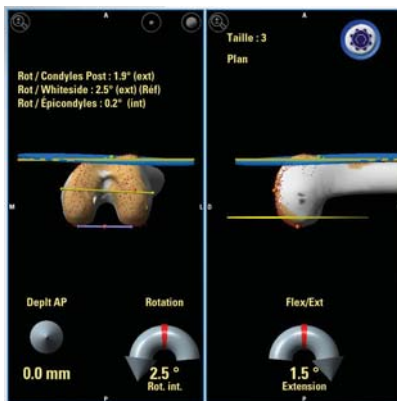 A
Rot / Condyles Post : 1.9° (ext)
Rot / Whiteside : 2.5° (ext) (Réf)
Rot / Épicondyles : 0.2° (int)
M
L
Deplt AP
0.0 mm
Rotation
2.5 °
Rot. int.
P
A
Taille : 3
Plan
D
Flex/Ext
1.5 °
Extension
P